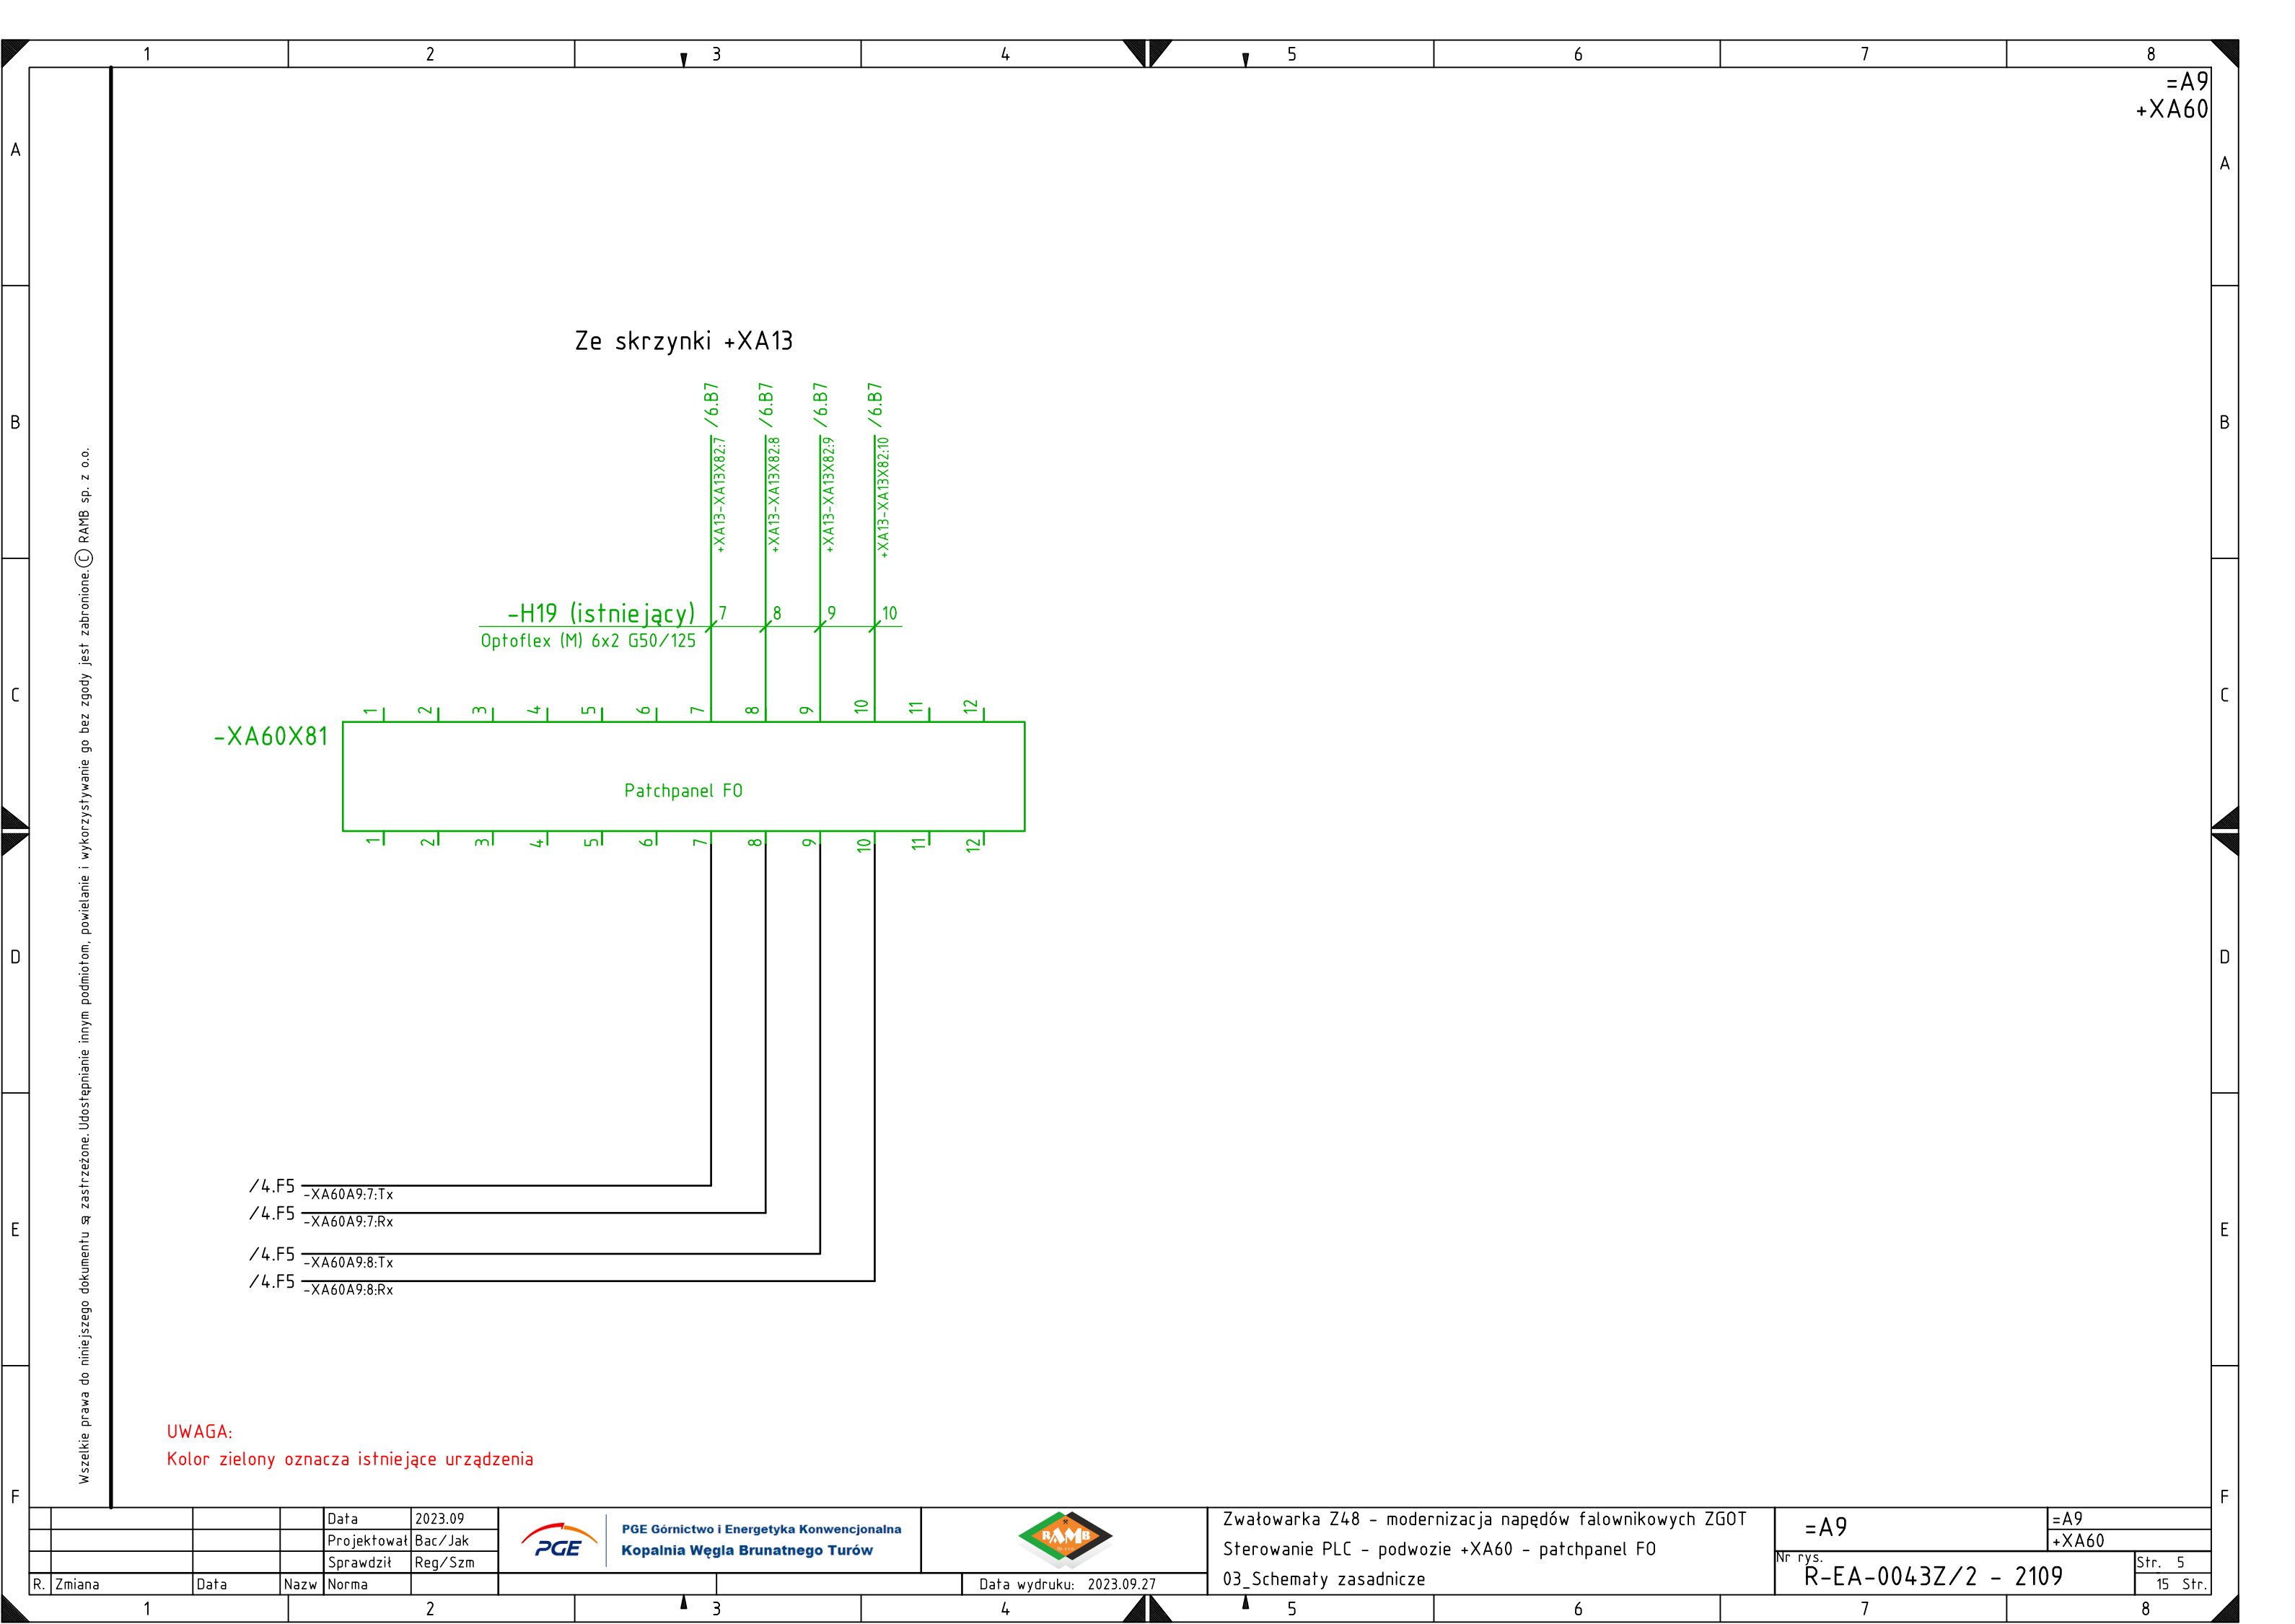 1 2 3 4 5 6 7 8
=A9
+XA60
A A
B B
C C
D D
E E
F F
Ze skrzynki +XA13
/6.B7 /6.B7 /6.B7 /6.B7
+XA13-XA13X82:7 +XA13-XA13X82:8 +XA13-XA13X82:9 +XA13-XA13X82:10
-H19 (istniejący) 7 8 9 10
Optoflex (M) 6x2 G50/125
1 2 3 4 5 6 7 8 9 10 11 12
-XA60X81
Patchpanel FO
1 2 3 4 5 6 7 8 9 10 11 12
/4.F5 -XA60A9:7:Tx
/4.F5 -XA60A9:7:Rx
/4.F5 -XA60A9:8:Tx
/4.F5 -XA60A9:8:Rx
UWAGA:
Kolor zielony oznacza istniejące urządzenia
Wszelkie prawa do niniejszego dokumentu są zastrzeżone. Udostępnianie innym podmiotom, powielanie i wykorzystywanie go bez zgody jest zabronione. C RAMB sp. z o.o.
Data 2023.09
Projektował Bac/Jak
Sprawdził Reg/Szm
R. Zmiana Data Nazw Norma
PGE
PGE Górnictwo i Energetyka Konwencjonalna
Kopalnia Węgla Brunatnego Turów
RAMB
Data wydruku: 2023.09.27
Zwałowarka Z48 - modernizacja napędów falownikowych ZGOT
Sterowanie PLC - podwozie +XA60 - patchpanel FO
03_Schematy zasadnicze
=A9
=A9
+XA60
Nr rys.
R-EA-0043Z/2 - 2109
Str. 5
15 Str.
1 2 3 4 5 6 7 8